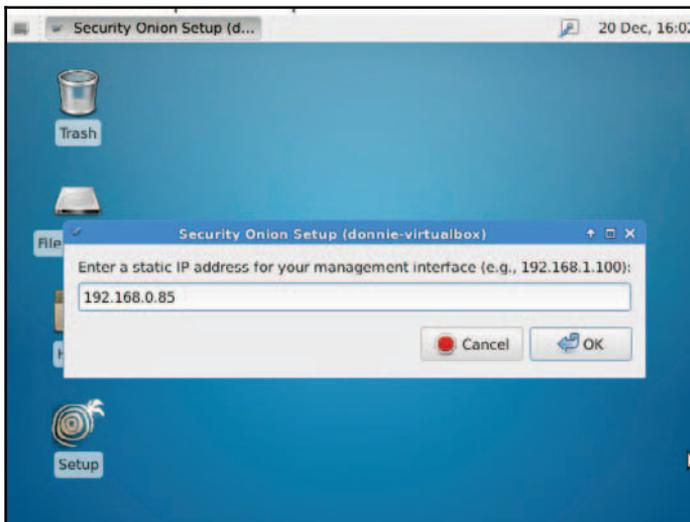 Security Onion Setup (d...
20 Dec, 16:02
Trash
File
Security Onion Setup (donnie-virtualbox)
Enter a static IP address for your management interface (e.g., 192.168.1.100):
192.168.0.85
Cancel
OK
Setup